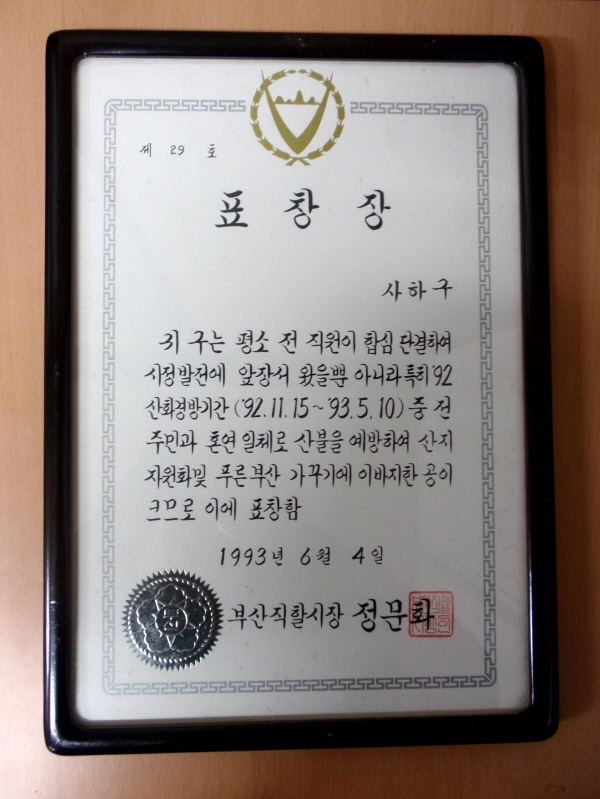 제 29 호
표 창 장
사하구
귀 구는 평소 전 직원이 합심 단결하여
시정발전에 앞장서 왔을뿐 아니라 특히 '92
산화경방기간 ('92. 11. 15 ~ '93. 5. 10) 중 전
주민과 혼연일체로 산불을 예방하여 산지
자원화및 푸른부산 가꾸기에 이바지한 공이
크므로 이에 표창함
1993년 6월 4일
부산직할시장 정문화